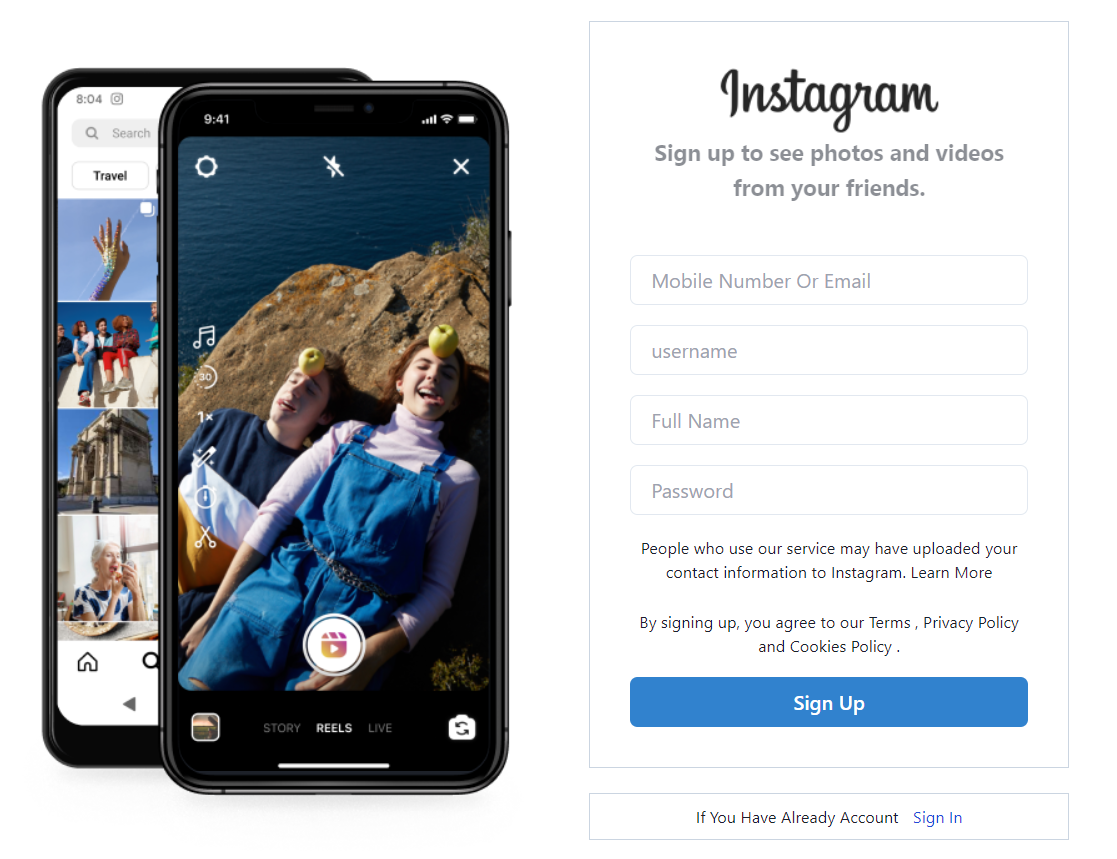 8:04
Search
Travel
9:41
30
1×
STORY REELS LIVE
Instagram
Sign up to see photos and videos
from your friends.
Mobile Number Or Email
username
Full Name
Password
People who use our service may have uploaded your
contact information to Instagram. Learn More
By signing up, you agree to our Terms , Privacy Policy
and Cookies Policy .
Sign Up
If You Have Already Account Sign In